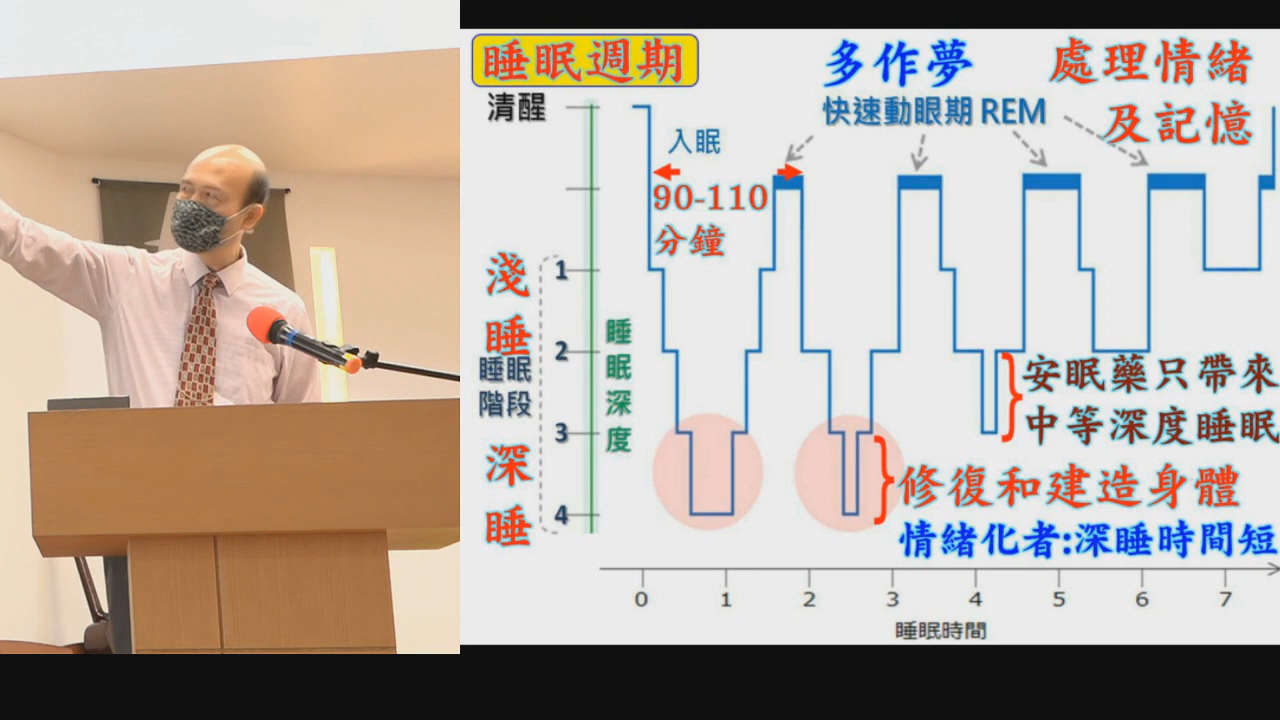 睡眠週期
多作夢
處理情緒
及記憶
清醒
快速動眼期 REM
入眠
90-110
分鐘
淺
睡
睡眠
階段
深
睡
1
2
3
4
睡
眠
深
度
安眠藥只帶來
中等深度睡眠
修復和建造身體
情緒化者:深睡時間短
0 1 2 3 4 5 6 7
睡眠時間